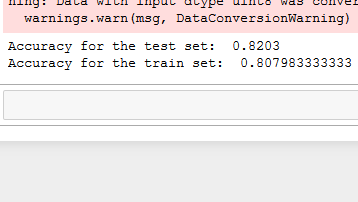 ning: Data with input dtype uint8 was conver
warnings.warn(msg, DataConversionWarning)
Accuracy for the test set:  0.8203
Accuracy for the train set:  0.807983333333